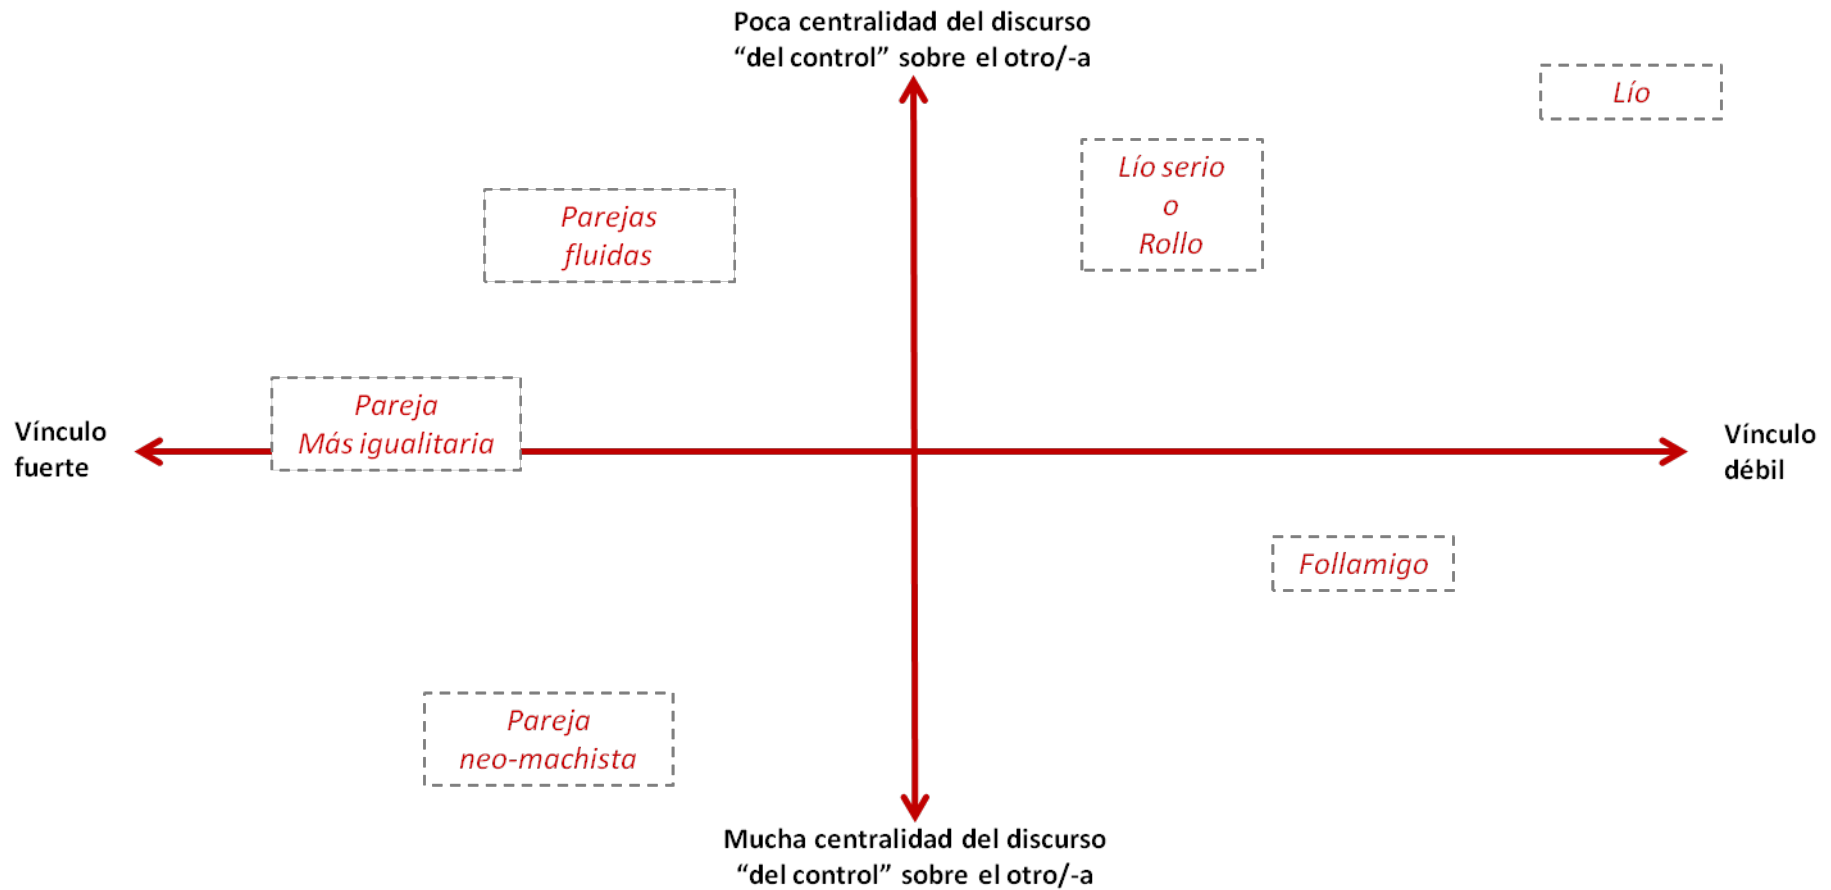 Poca centralidad del discurso
“del control” sobre el otro/-a
Lío
Lío serio
o
Rollo
Parejas
fluidas
Pareja
Más igualitaria
Vínculo
fuerte
Vínculo
débil
Follamigo
Pareja
neo-machista
Mucha centralidad del discurso
“del control” sobre el otro/-a